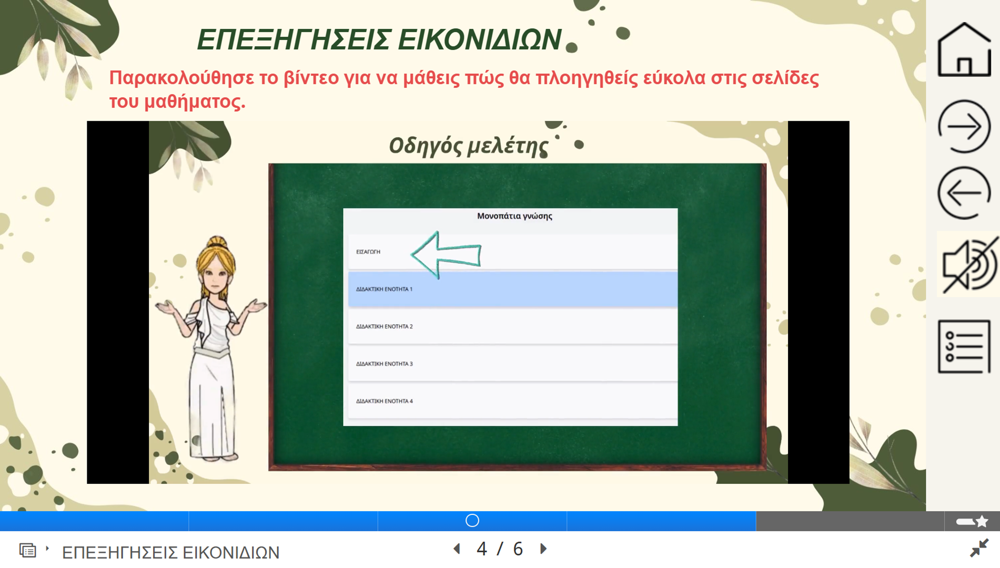 ΕΠΕΞΗΓΗΣΕΙΣ ΕΙΚΟΝΙΔΙΩΝ
Παρακολούθησε το βίντεο για να μάθεις πώς θα πλοηγηθείς εύκολα στις σελίδες
του μαθήματος.
Οδηγός μελέτης
Μονοπάτια γνώσης
ΕΙΣΑΓΩΓΗ
ΔΙΔΑΚΤΙΚΗ ΕΝΟΤΗΤΑ 1
ΔΙΔΑΚΤΙΚΗ ΕΝΟΤΗΤΑ 2
ΔΙΔΑΚΤΙΚΗ ΕΝΟΤΗΤΑ 3
ΔΙΔΑΚΤΙΚΗ ΕΝΟΤΗΤΑ 4
ΕΠΕΞΗΓΗΣΕΙΣ ΕΙΚΟΝΙΔΙΩΝ
4 / 6